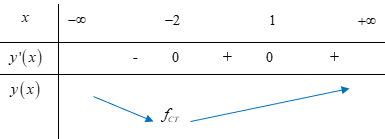 x −∞ −2 1 +∞
y'(x) - 0 + 0 +
y(x)
f_CT